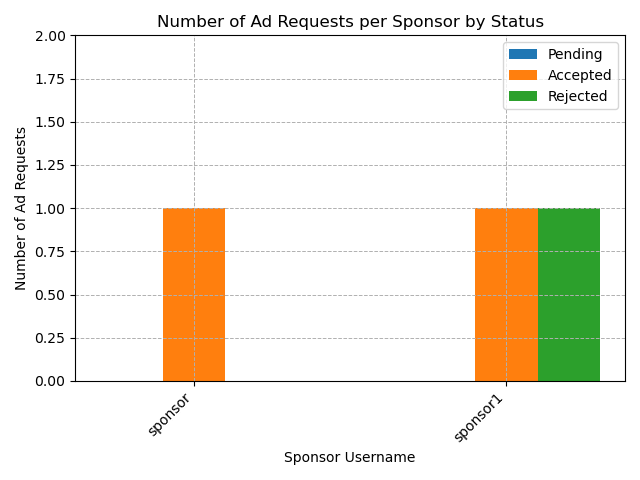 Number of Ad Requests per Sponsor by Status
2.00
1.75
1.50
1.25
1.00
0.75
0.50
0.25
0.00
Number of Ad Requests
Pending
Accepted
Rejected
sponsor
sponsor1
Sponsor Username